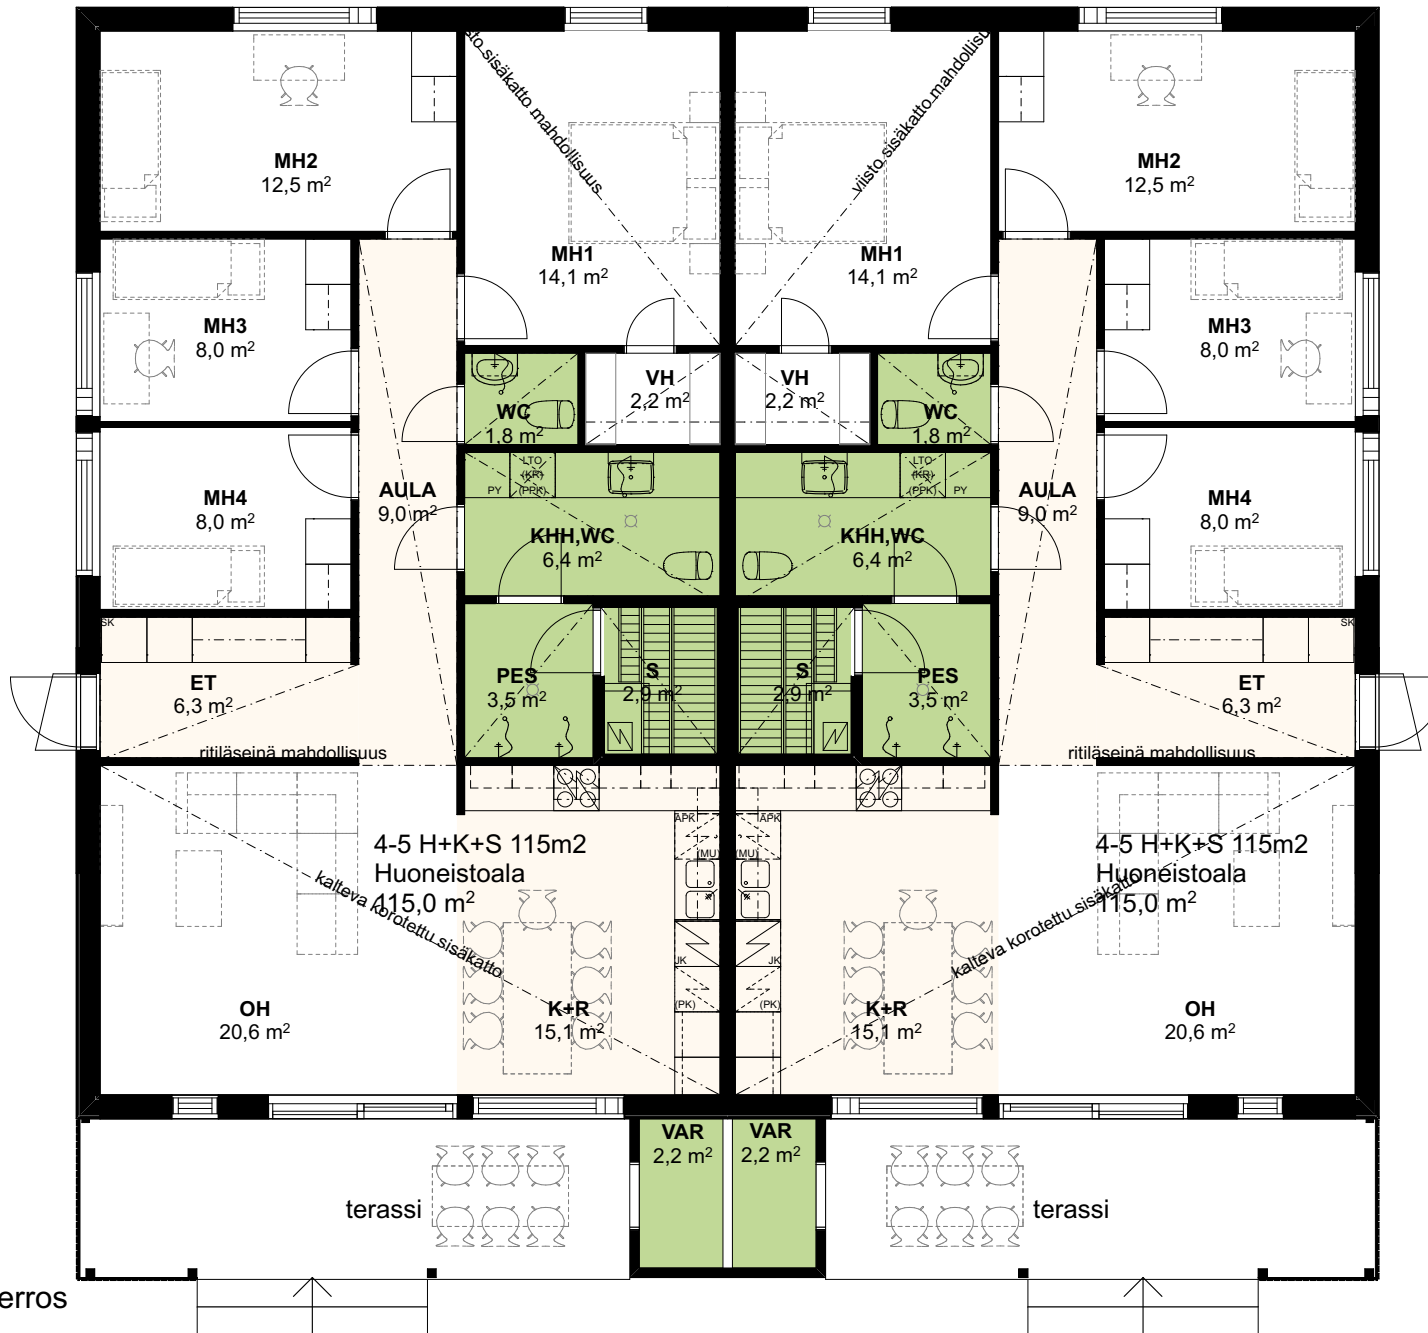 sto sisäkatto mahdollisuus
viisto sisäkatto mahdollisu
MH2
12,5 m²
MH1
14,1 m²
MH1
14,1 m²
MH2
12,5 m²
MH3
8,0 m²
WC
1,8 m²
VH
2,2 m²
VH
2,2 m²
WC
1,8 m²
MH3
8,0 m²
MH4
8,0 m²
AULA
9,0 m²
PY
LTO
(KR)
(PPK)
KHH,WC
6,4 m²
LTO
(KR)
(PPK)
PY
KHH,WC
6,4 m²
AULA
9,0 m²
MH4
8,0 m²
SK
ET
6,3 m²
ritiläseinä mahdollisuus
PES
3,5 m²
S
2,9 m²
S
2,9 m²
PES
3,5 m²
SK
ET
6,3 m²
ritiläseinä mahdollisuus
4-5 H+K+S 115m2
Huoneistoala
115,0 m²
kalteva korotettu sisäkatto
APK
(MU)
JK
(PK)
APK
(MU)
JK
(PK)
4-5 H+K+S 115m2
Huoneistoala
115,0 m²
kalteva korotettu sisäkatto
OH
20,6 m²
K+R
15,1 m²
K+R
15,1 m²
OH
20,6 m²
VAR
2,2 m²
VAR
2,2 m²
terassi
terassi
erros